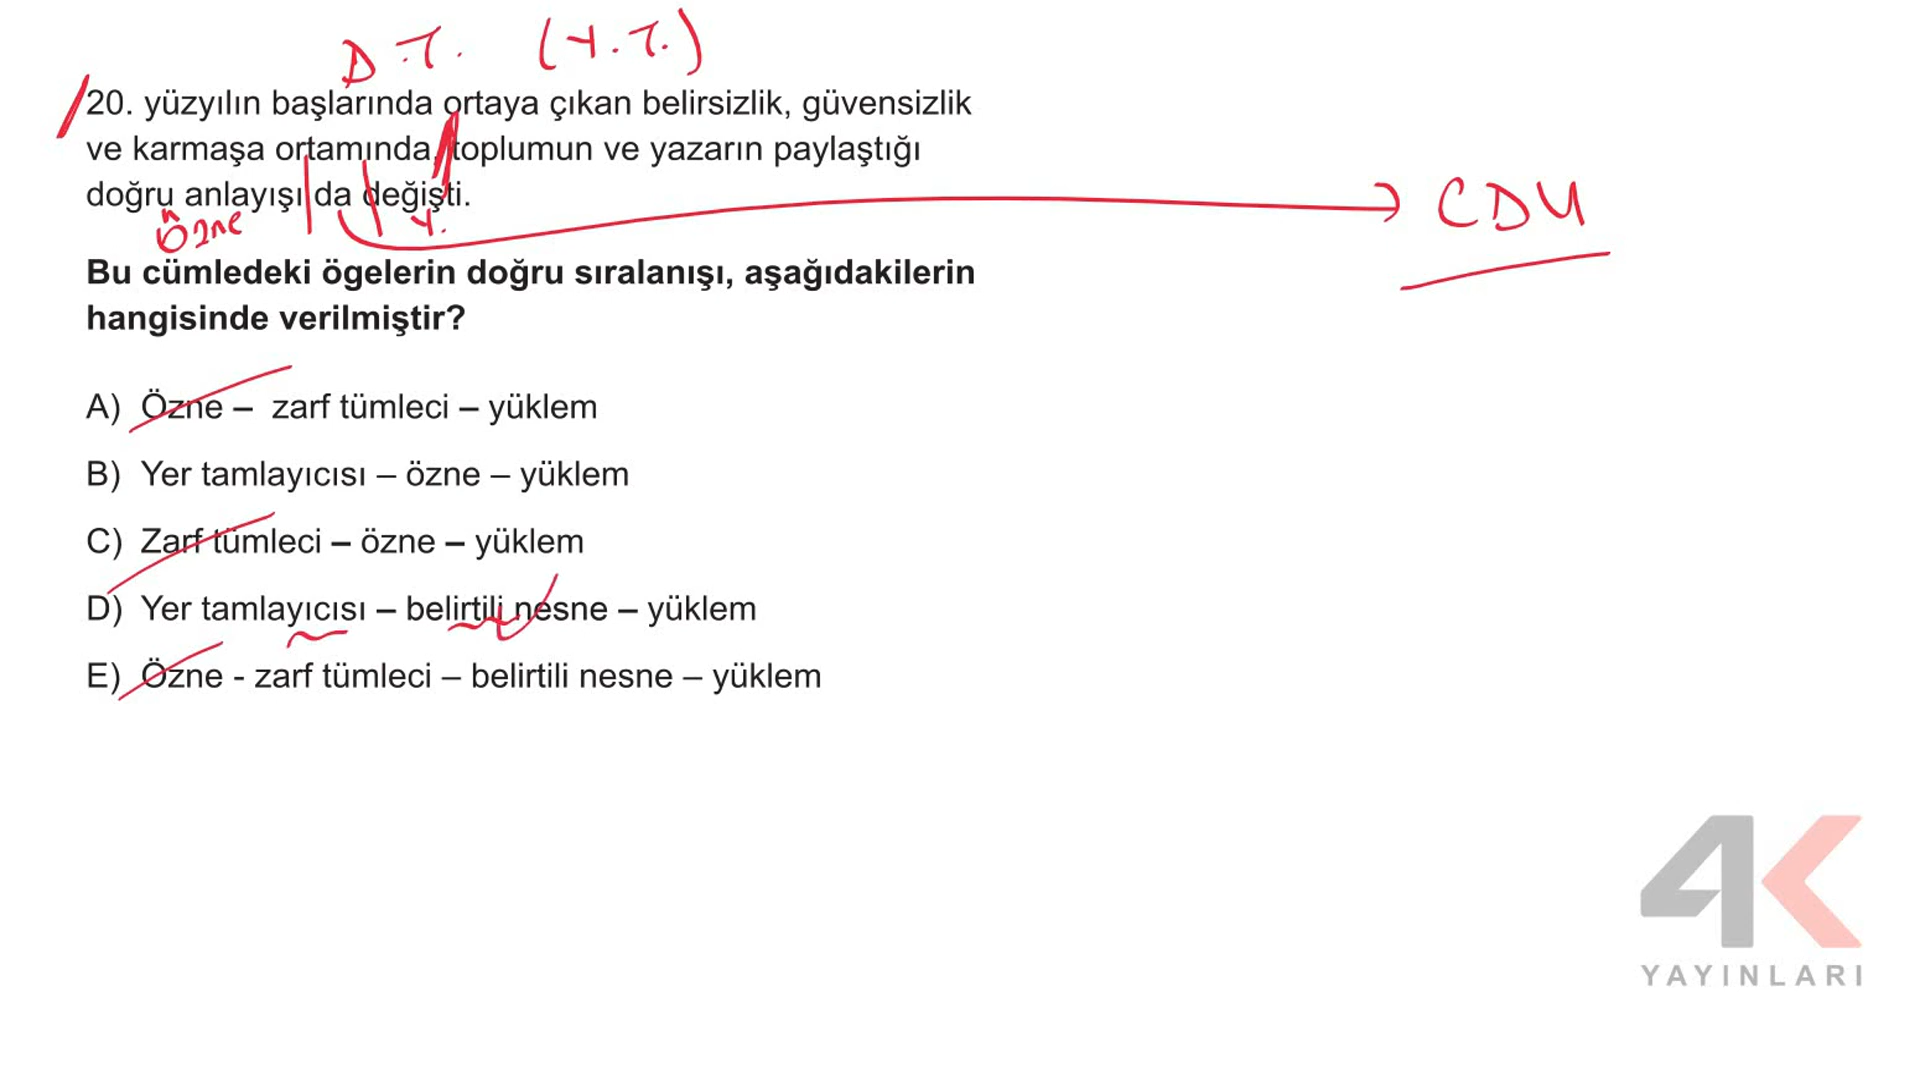 D.T. (Y.T.)
20. yüzyılın başlarında ortaya çıkan belirsizlik, güvensizlik
ve karmaşa ortamında, toplumun ve yazarın paylaştığı
doğru anlayışı da değişti.
Özne Y.
CDU
Bu cümledeki ögelerin doğru sıralanışı, aşağıdakilerin
hangisinde verilmiştir?
A) Özne – zarf tümleci – yüklem
B) Yer tamlayıcısı – özne – yüklem
C) Zarf tümleci – özne – yüklem
D) Yer tamlayıcısı – belirtili nesne – yüklem
E) Özne - zarf tümleci – belirtili nesne – yüklem
4K
YAYINLARI